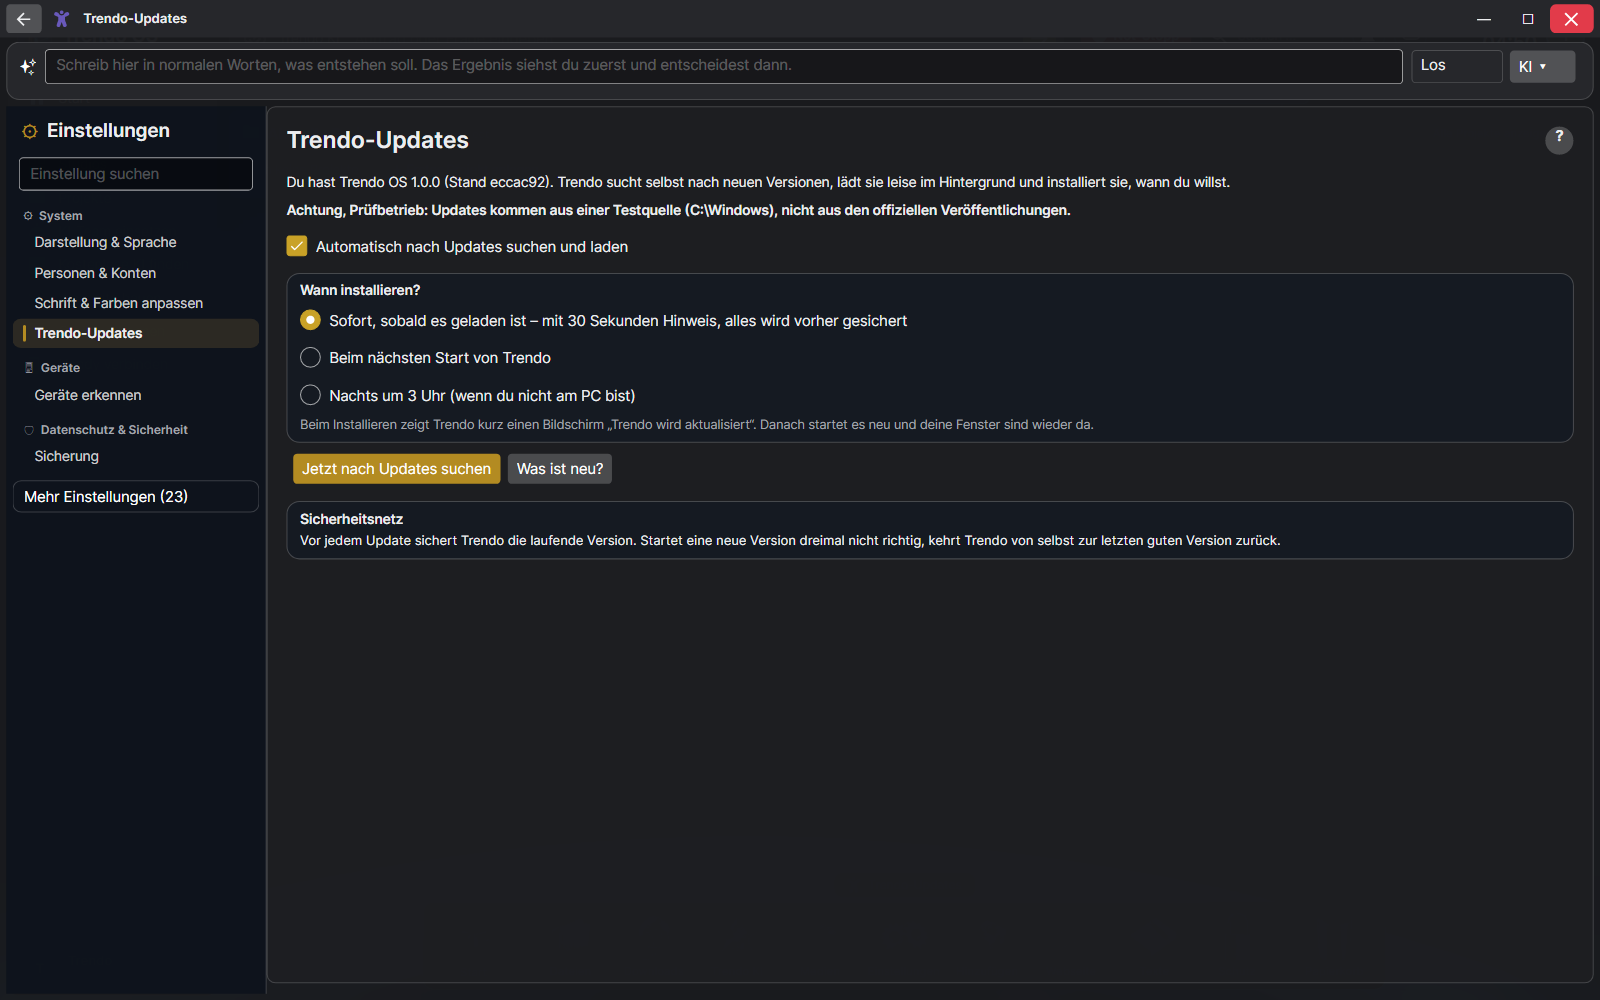 Trendo-Updates
Schreib hier in normalen Worten, was entstehen soll. Das Ergebnis siehst du zuerst und entscheidest dann.
Los
KI
Einstellungen
Einstellung suchen
System
Darstellung & Sprache
Personen & Konten
Schrift & Farben anpassen
Trendo-Updates
Geräte
Geräte erkennen
Datenschutz & Sicherheit
Sicherung
Mehr Einstellungen (23)
Trendo-Updates
?
Du hast Trendo OS 1.0.0 (Stand eccac92). Trendo sucht selbst nach neuen Versionen, lädt sie leise im Hintergrund und installiert sie, wann du willst.
Achtung, Prüfbetrieb: Updates kommen aus einer Testquelle (C:\Windows), nicht aus den offiziellen Veröffentlichungen.
Automatisch nach Updates suchen und laden
Wann installieren?
Sofort, sobald es geladen ist – mit 30 Sekunden Hinweis, alles wird vorher gesichert
Beim nächsten Start von Trendo
Nachts um 3 Uhr (wenn du nicht am PC bist)
Beim Installieren zeigt Trendo kurz einen Bildschirm „Trendo wird aktualisiert“. Danach startet es neu und deine Fenster sind wieder da.
Jetzt nach Updates suchen
Was ist neu?
Sicherheitsnetz
Vor jedem Update sichert Trendo die laufende Version. Startet eine neue Version dreimal nicht richtig, kehrt Trendo von selbst zur letzten guten Version zurück.